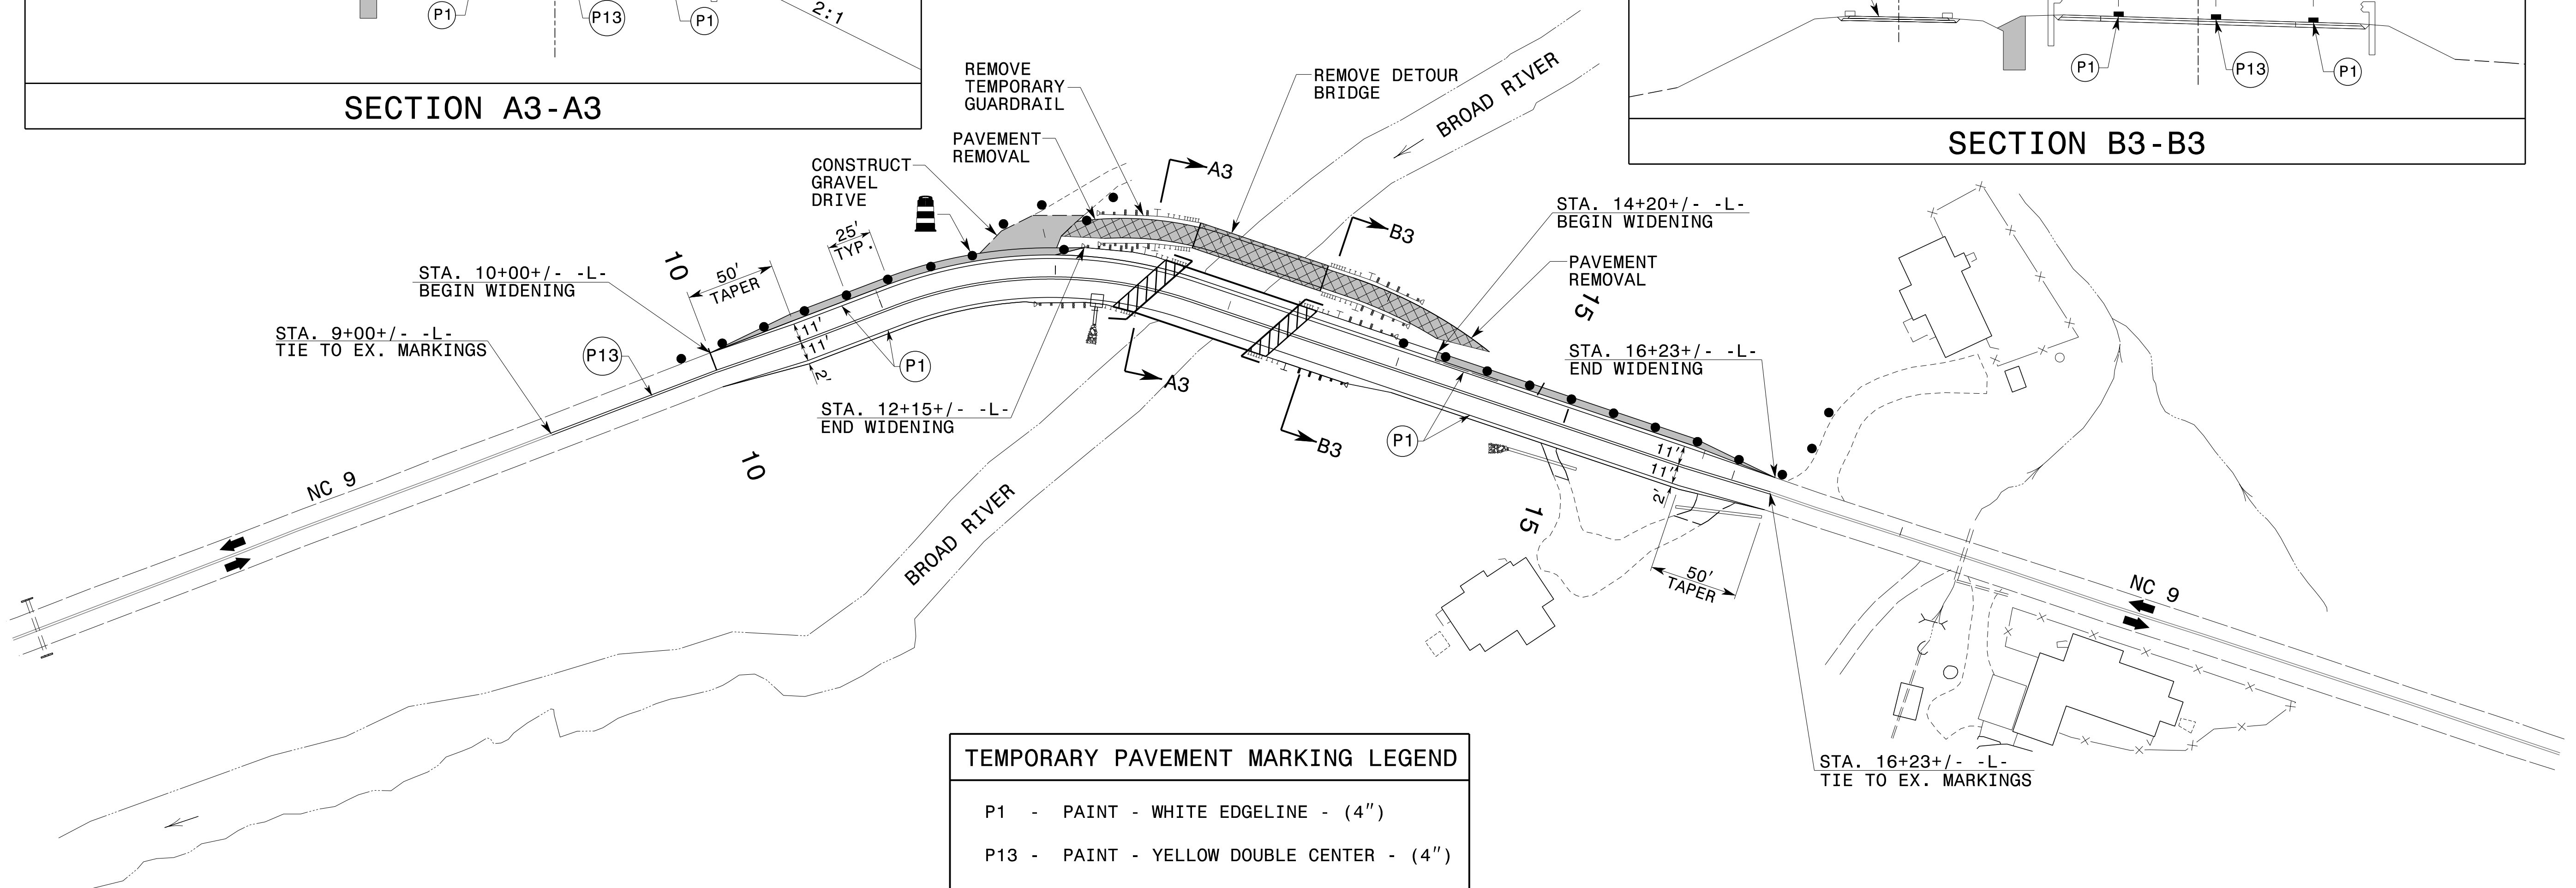 P1
P13
P1
2:1
SECTION A3-A3
P1
P13
P1
SECTION B3-B3
REMOVE
TEMPORARY
GUARDRAIL
REMOVE DETOUR
BRIDGE
BROAD RIVER
PAVEMENT
REMOVAL
CONSTRUCT
GRAVEL
DRIVE
A3
B3
STA. 14+20+/- -L-
BEGIN WIDENING
25'
TYP.
10
50'
TAPER
STA. 10+00+/- -L-
BEGIN WIDENING
PAVEMENT
REMOVAL
15
STA. 9+00+/- -L-
TIE TO EX. MARKINGS
P13
11'
11'
2'
P1
STA. 16+23+/- -L-
END WIDENING
A3
STA. 12+15+/- -L-
END WIDENING
B3
P1
10
11'
11'
2'
NC 9
BROAD RIVER
15
50'
TAPER
NC 9
STA. 16+23+/- -L-
TIE TO EX. MARKINGS
TEMPORARY PAVEMENT MARKING LEGEND
P1 - PAINT - WHITE EDGELINE - (4")
P13 - PAINT - YELLOW DOUBLE CENTER - (4")